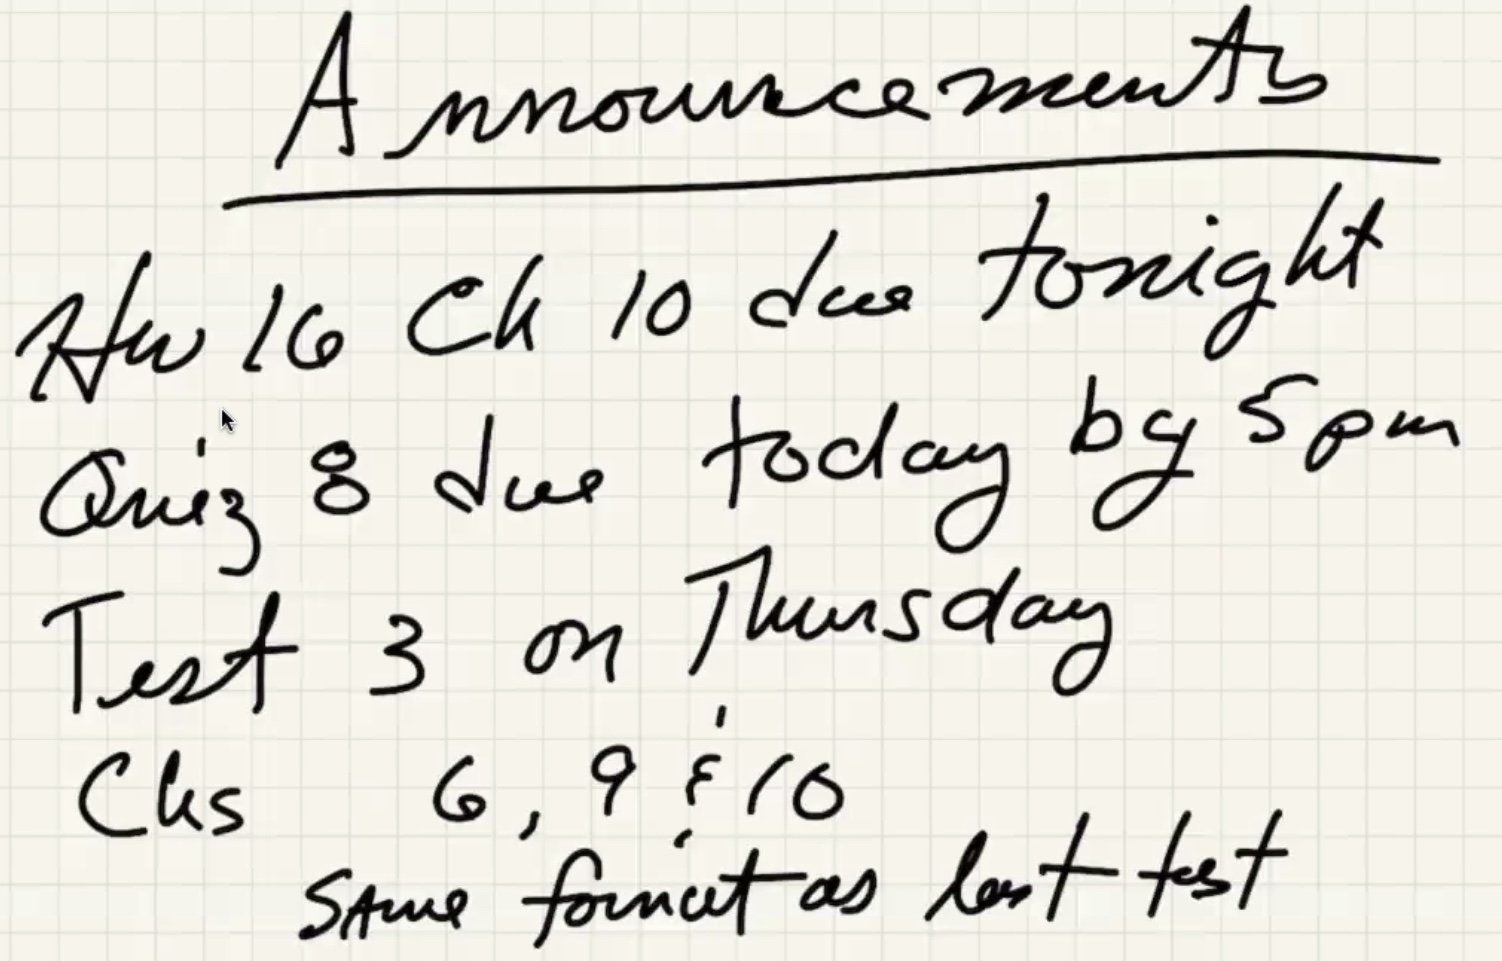 Announcements
Hw 16 Ch 10 due tonight
Quiz 8 due today by 5pm
Test 3 on Thursday
Chs 6, 9 & 10
Same format as last test